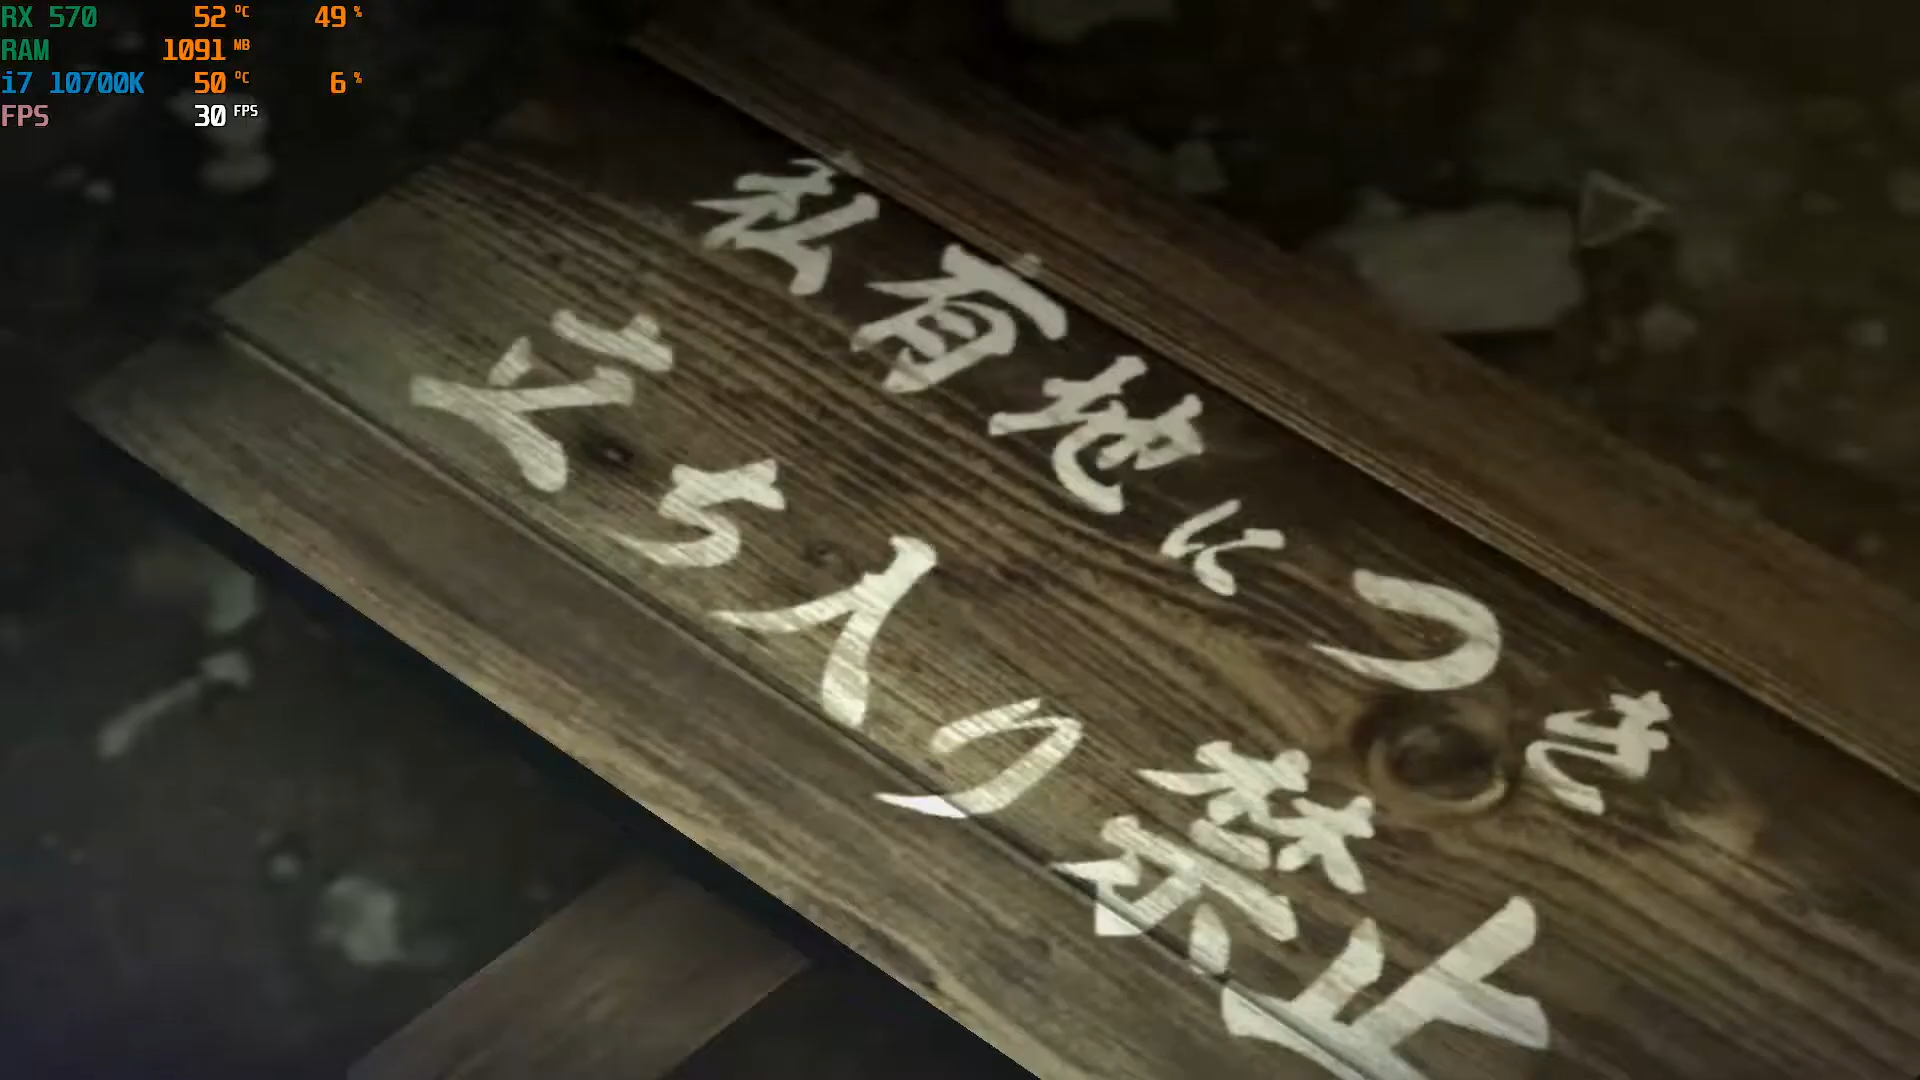 RX 570 52 °C 49 %
RAM 1091 MB
i7 10700K 50 °C 6 %
FPS 30 FPS
私有地につき
立ち入り禁止